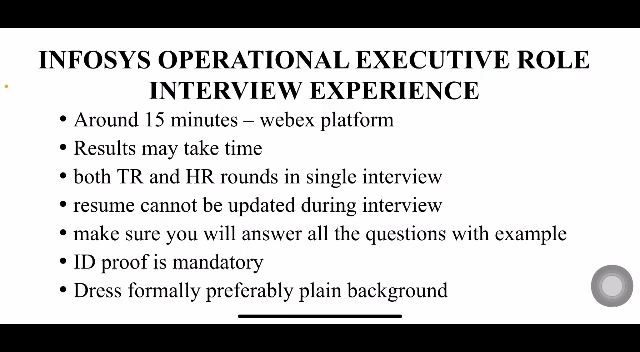 INFOSYS OPERATIONAL EXECUTIVE ROLE
INTERVIEW EXPERIENCE
• Around 15 minutes – webex platform
• Results may take time
• both TR and HR rounds in single interview
• resume cannot be updated during interview
• make sure you will answer all the questions with example
• ID proof is mandatory
• Dress formally preferably plain background